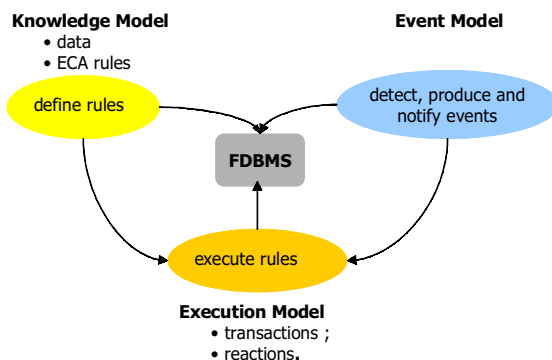 Knowledge Model
• data
• ECA rules
define rules
Event Model
detect, produce and
notify events
FDBMS
execute rules
Execution Model
• transactions ;
• reactions.